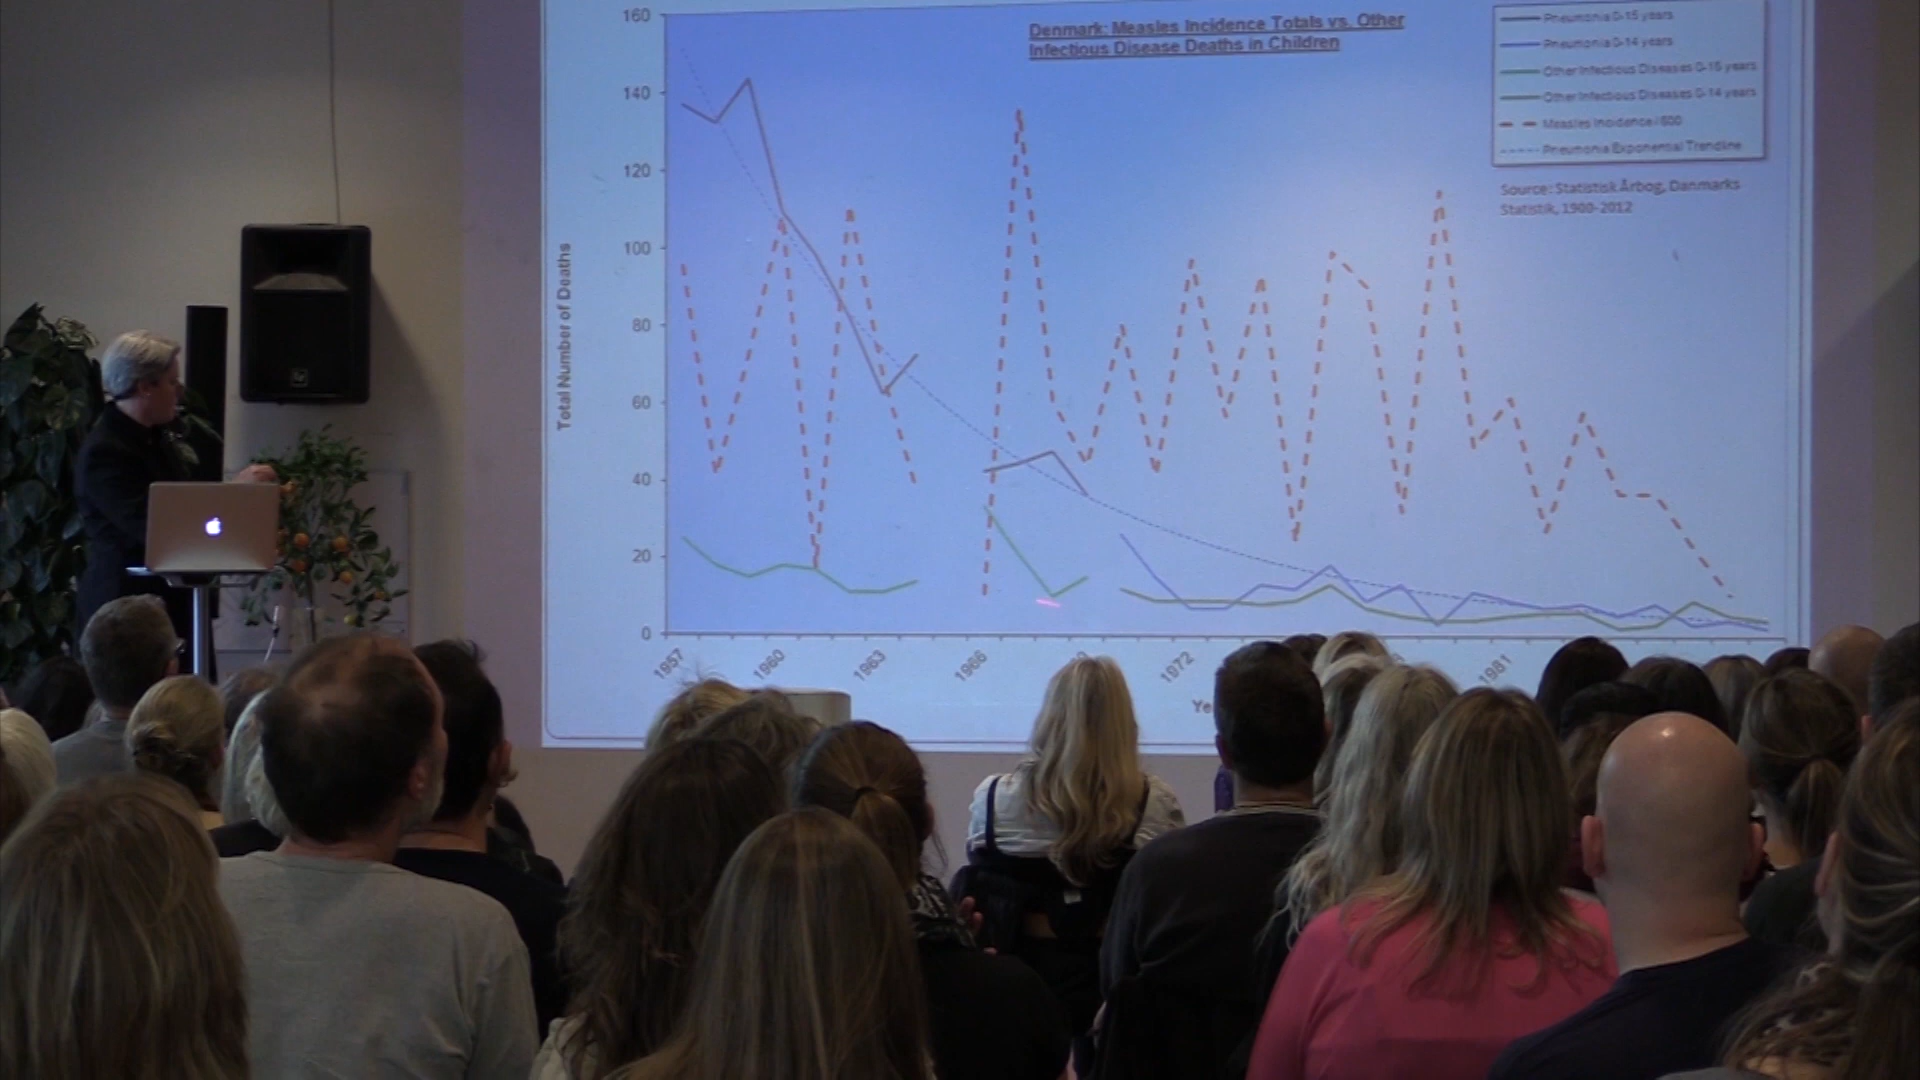 Denmark: Measles Incidence Totals vs. Other
Infectious Disease Deaths in Children
Pneumonia 0-15 years
Pneumonia 0-14 years
Other Infectious Diseases 0-15 years
Other Infectious Diseases 0-14 years
Measles Incidence / 600
Pneumonia Exponential Trendline
Source: Statistisk Årbog, Danmarks
Statistik, 1900-2012
Total Number of Deaths
160
140
120
100
80
60
40
20
0
1957
1960
1963
1966
1972
1981
Ye